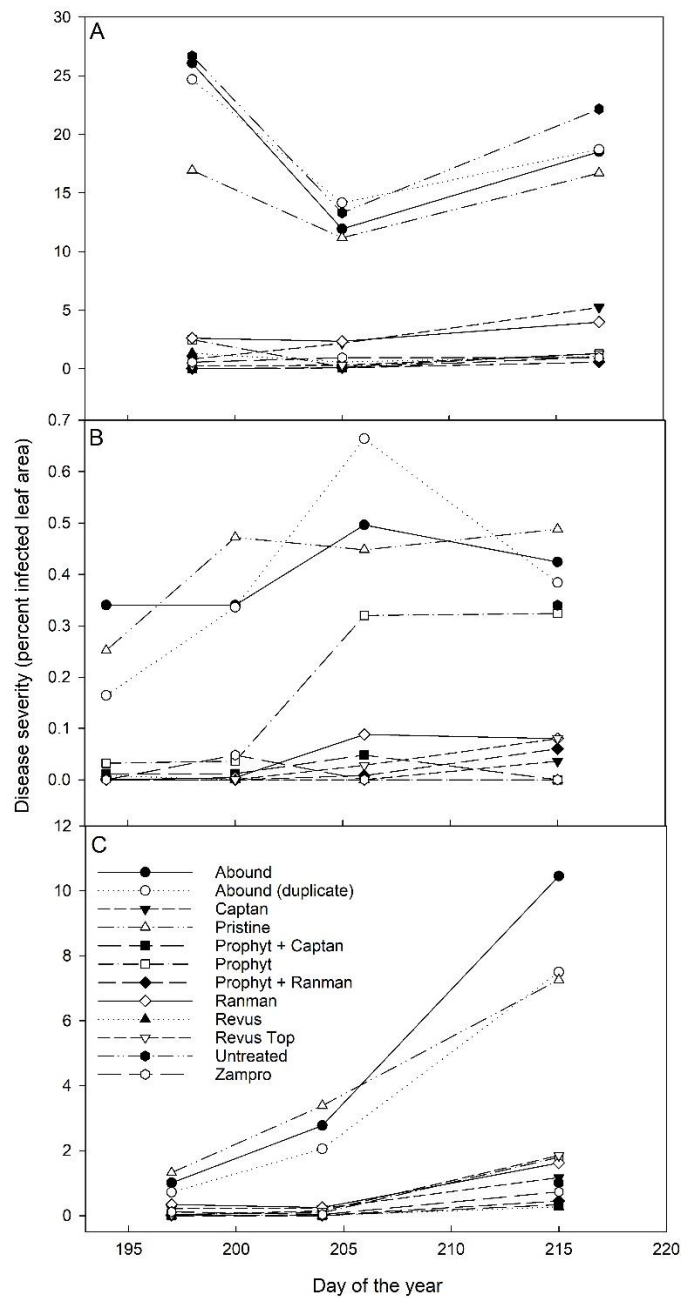 A
30
25
20
15
10
5
0
B
0.7
0.6
0.5
0.4
0.3
0.2
0.1
0.0
Disease severity (percent infected leaf area)
C
12
10
8
6
4
2
0
Abound
Abound (duplicate)
Captan
Pristine
Prophyt + Captan
Prophyt
Prophyt + Ranman
Ranman
Revus
Revus Top
Untreated
Zampro
195 200 205 210 215 220
Day of the year